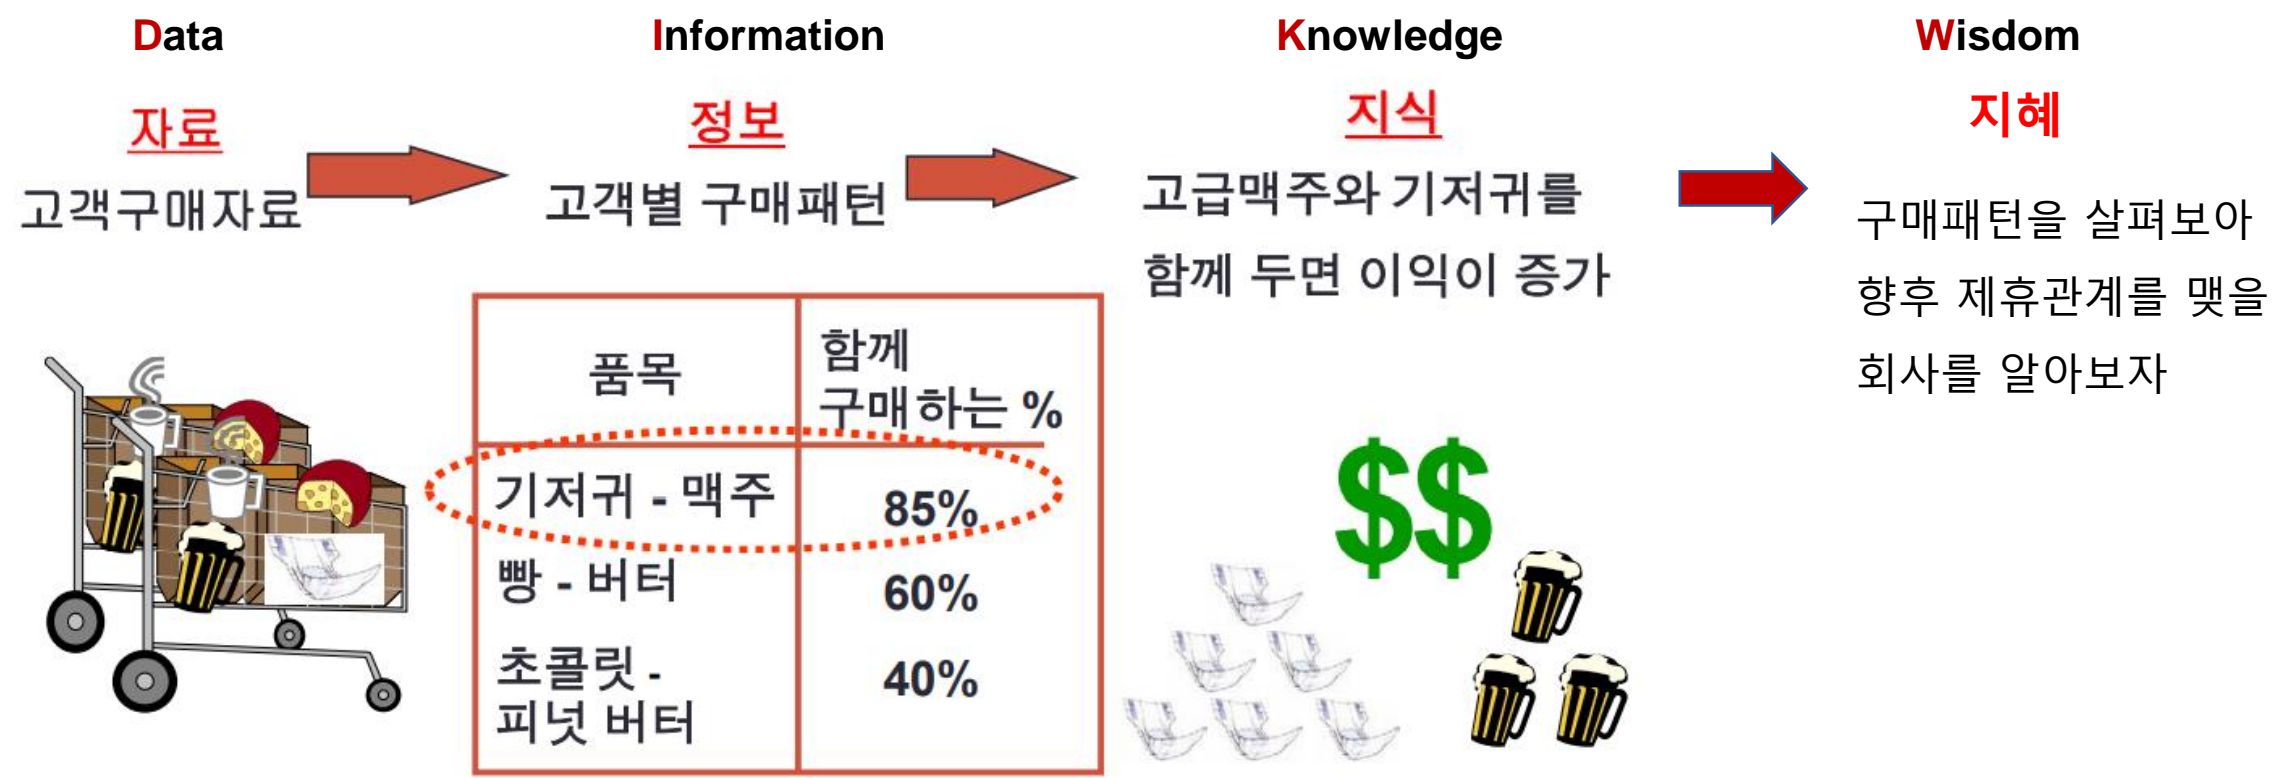 Data
자료
고객구매자료
Information
정보
고객별 구매패턴
품목
함께
구매하는 %
기저귀 - 맥주
85%
빵 - 버터
60%
초콜릿 -
피넛 버터
40%
Knowledge
지식
고급맥주와 기저귀를
함께 두면 이익이 증가
$$
Wisdom
지혜
구매패턴을 살펴보아
향후 제휴관계를 맺을
회사를 알아보자